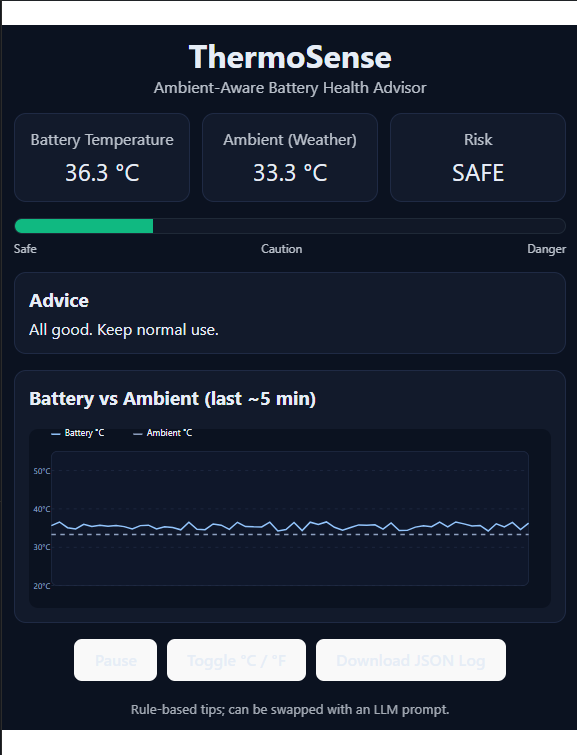 ThermoSense
Ambient-Aware Battery Health Advisor
Battery Temperature
36.3 °C
Ambient (Weather)
33.3 °C
Risk
SAFE
Safe
Caution
Danger
Advice
All good. Keep normal use.
Battery vs Ambient (last ~5 min)
Battery °C
Ambient °C
50°C
40°C
30°C
20°C
Pause
Toggle °C / °F
Download JSON Log
Rule-based tips; can be swapped with an LLM prompt.